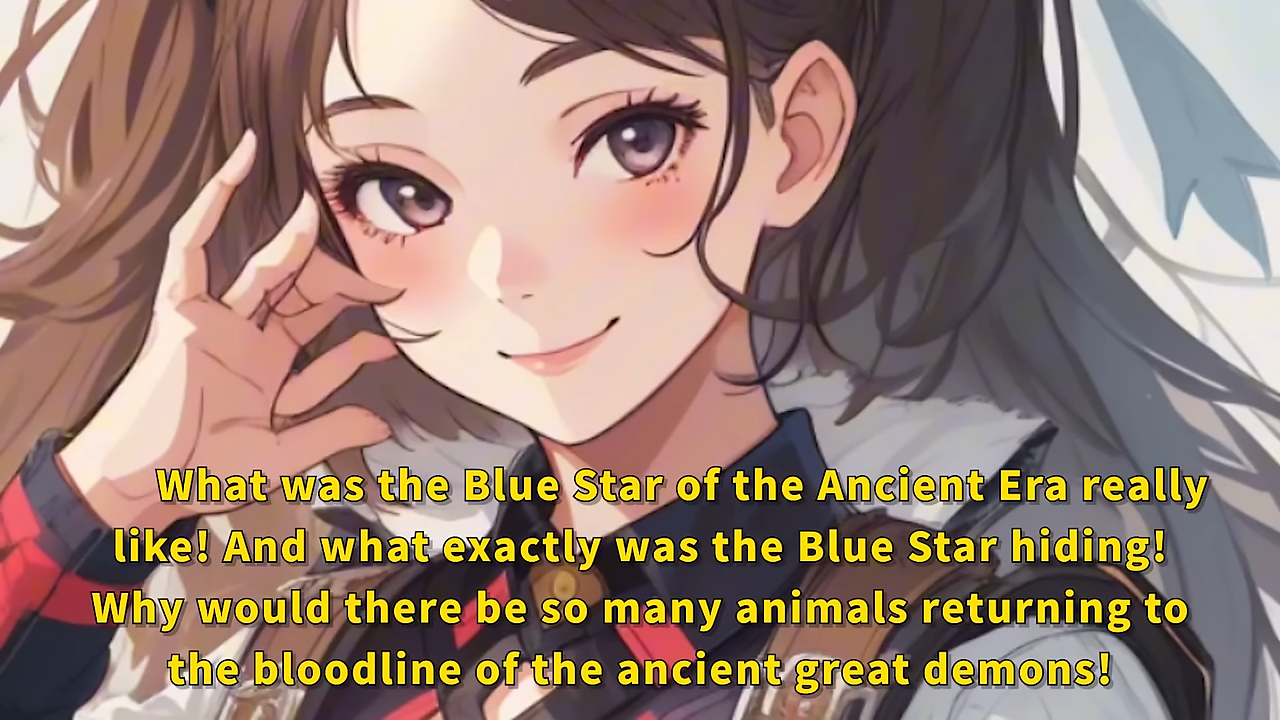 What was the Blue Star of the Ancient Era really
like! And what exactly was the Blue Star hiding!
Why would there be so many animals returning to
the bloodline of the ancient great demons!